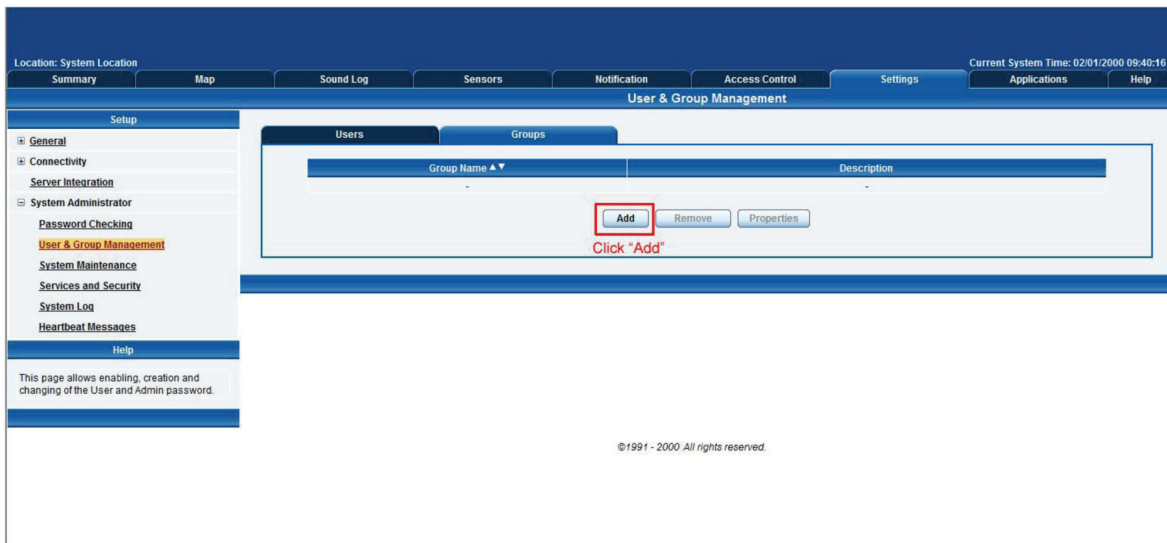 Location: System Location
Current System Time: 02/01/2000 09:40:16
Summary Map Sound Log Sensors Notification Access Control Settings Applications Help
User & Group Management
Setup
General
Connectivity
Server Integration
System Administrator
Password Checking
User & Group Management
System Maintenance
Services and Security
System Log
Heartbeat Messages
Help
This page allows enabling, creation and
changing of the User and Admin password.
Users Groups
Group Name ▲▼ Description
- -
Add Remove Properties
Click “Add”
©1991 - 2000 All rights reserved.